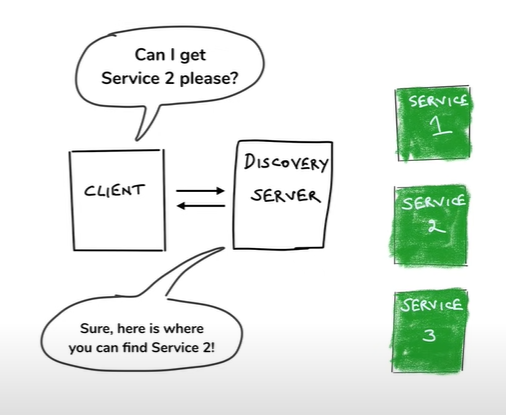 Can I get
Service 2 please?
CLIENT
DISCOVERY
SERVER
Sure, here is where
you can find Service 2!
SERVICE
1
SERVICE
2
SERVICE
3